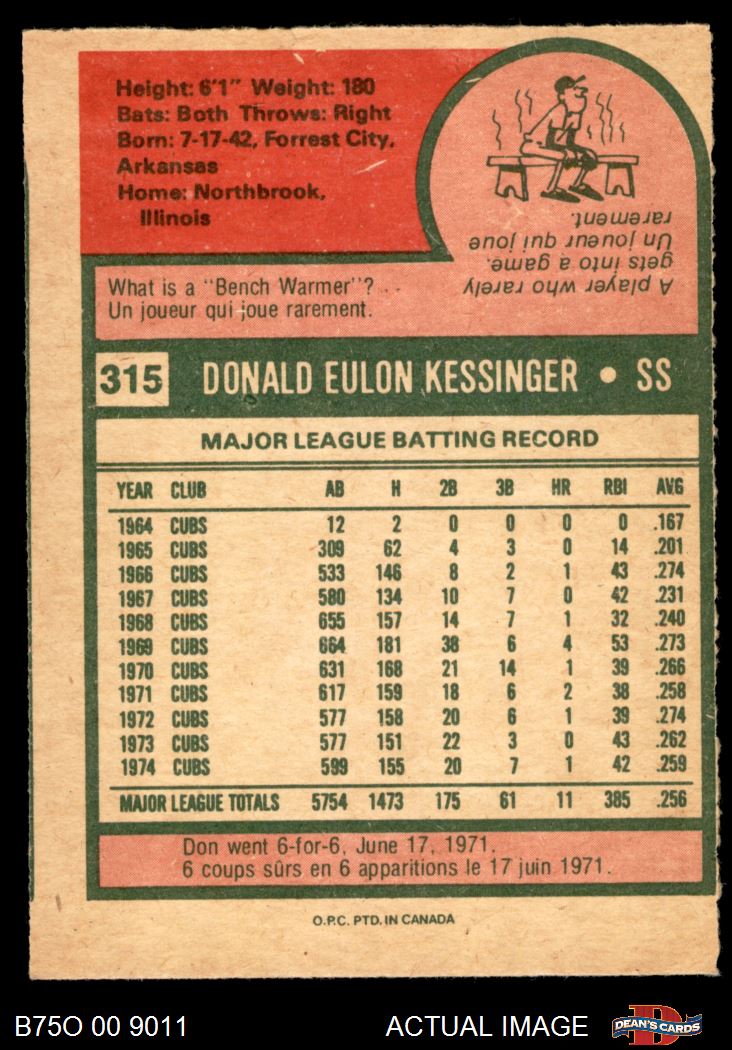 Height: 6'1" Weight: 180
Bats: Both Throws: Right
Born: 7-17-42, Forrest City,
Arkansas
Home: Northbrook,
Illinois
A player who rarely
gets into a game.
Un joueur qui joue
rarement.
What is a "Bench Warmer"? . .
Un joueur qui joue rarement.
315 DONALD EULON KESSINGER • SS
MAJOR LEAGUE BATTING RECORD
YEAR CLUB AB H 2B 3B HR RBI AVG
1964 CUBS 12 2 0 0 0 0 .167
1965 CUBS 309 62 4 3 0 14 .201
1966 CUBS 533 146 8 2 1 43 .274
1967 CUBS 580 134 10 7 0 42 .231
1968 CUBS 655 157 14 7 1 32 .240
1969 CUBS 664 181 38 6 4 53 .273
1970 CUBS 631 168 21 14 1 39 .266
1971 CUBS 617 159 18 6 2 38 .258
1972 CUBS 577 158 20 6 1 39 .274
1973 CUBS 577 151 22 3 0 43 .262
1974 CUBS 599 155 20 7 1 42 .259
MAJOR LEAGUE TOTALS 5754 1473 175 61 11 385 .256
Don went 6-for-6, June 17, 1971.
6 coups sûrs en 6 apparitions le 17 juin 1971.
O.P.C. PTD. IN CANADA
B75O 00 9011 ACTUAL IMAGE DEAN'S CARDS